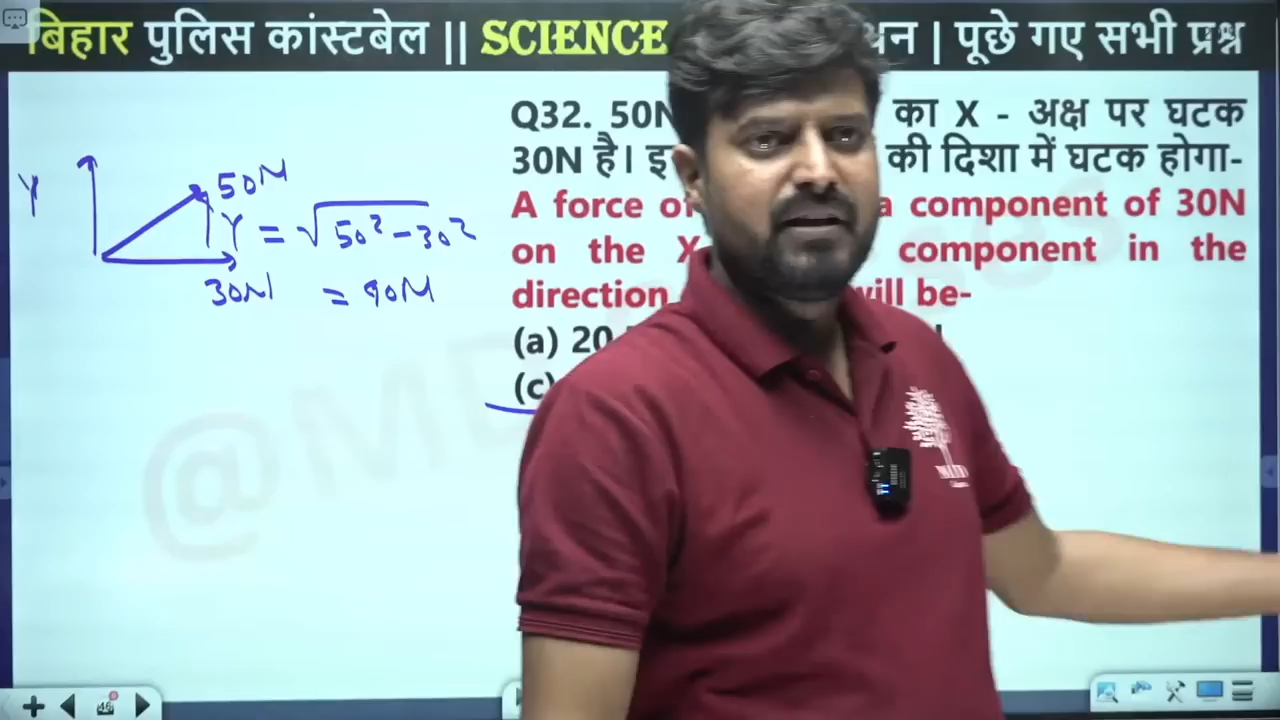 बिहार पुलिस कांस्टबेल || SCIENCE | पूछे गए सभी प्रश्न
Q32. 50N का X - अक्ष पर घटक
30N है। की दिशा में घटक होगा-
A force of a component of 30N
on the X component in the
direction will be-
(a) 20
(c)
Y
50N
Y = √50² - 30²
30N = 40N